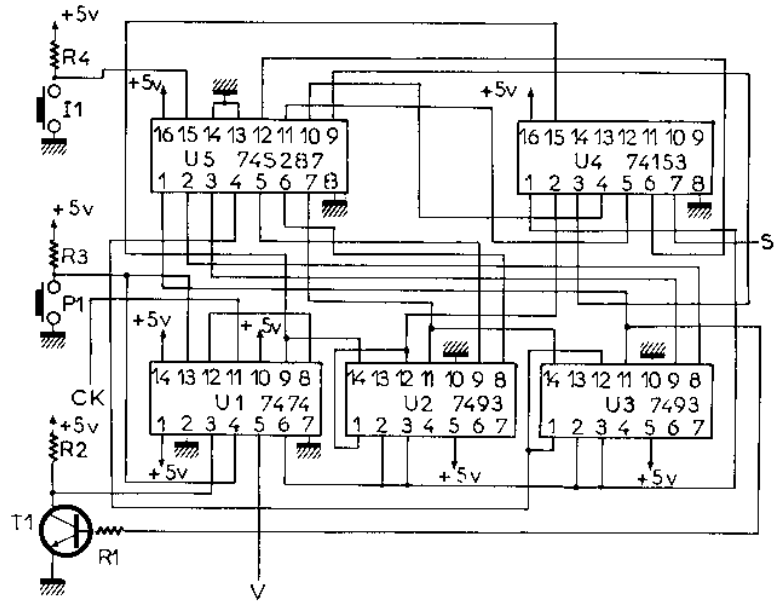 +5v
R4
I1
+5v
16 15 14 13 12 11 10 9
U5 74S287
1 2 3 4 5 6 7 8
+5v
16 15 14 13 12 11 10 9
U4 74153
1 2 3 4 5 6 7 8
S
+5v
R3
P1
CK
+5v
+5v
14 13 12 11 10 9 8
U1 7474
1 2 3 4 5 6 7
+5v
14 13 12 11 10 9 8
U2 7493
1 2 3 4 5 6 7
+5v
14 13 12 11 10 9 8
U3 7493
1 2 3 4 5 6 7
+5v
+5v
R2
T1
R1
V